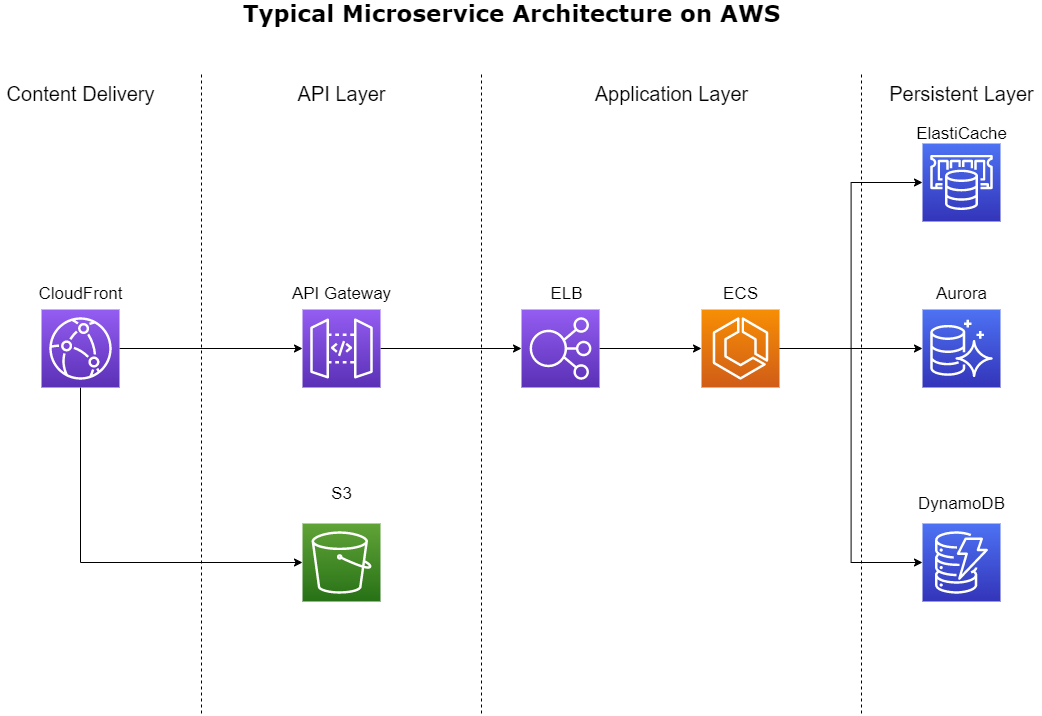 Typical Microservice Architecture on AWS
Content Delivery
API Layer
Application Layer
Persistent Layer
ElastiCache
CloudFront
API Gateway
</>
ELB
ECS
Aurora
S3
DynamoDB